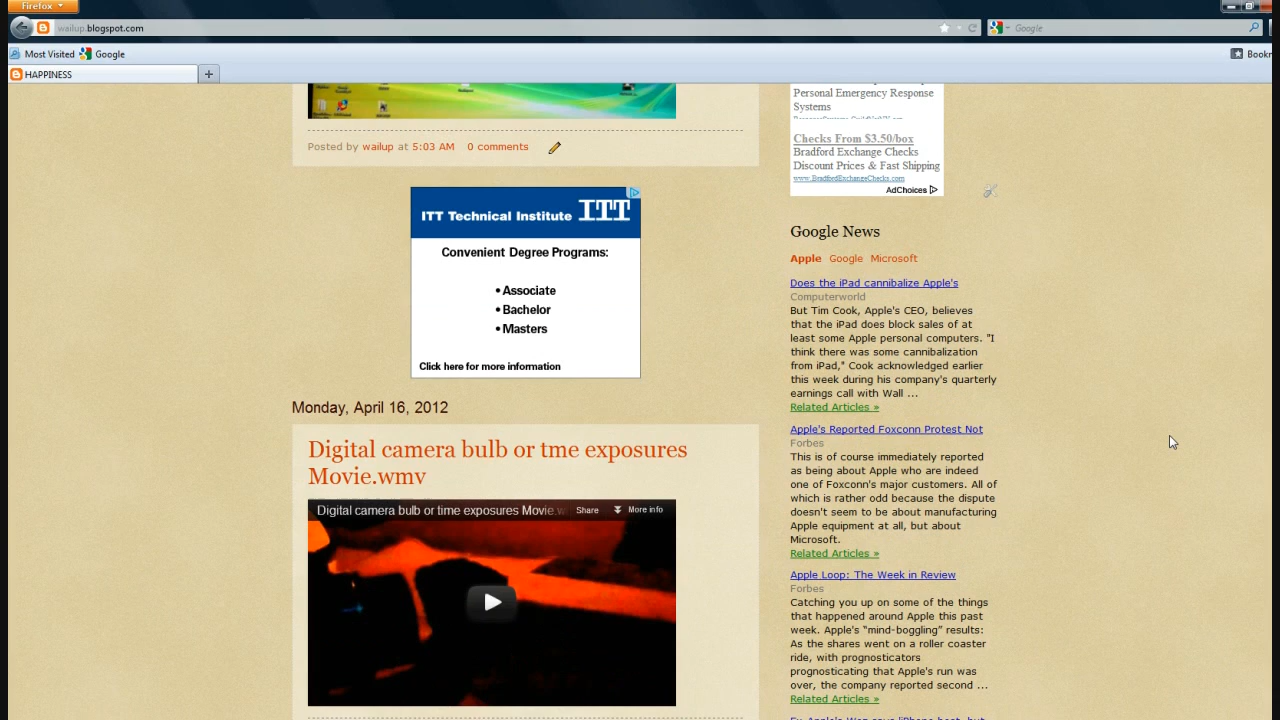 Firefox
wailup.blogspot.com
Google
Most Visited
Google
Bookr
HAPPINESS
+
Posted by wailup at 5:03 AM 0 comments
ITT Technical Institute ITT
Convenient Degree Programs:
• Associate
• Bachelor
• Masters
Click here for more information
Monday, April 16, 2012
Digital camera bulb or tme exposures
Movie.wmv
Digital camera bulb or time exposures Movie.w
Share
More info
Personal Emergency Response
Systems
Checks From $3.50/box
Bradford Exchange Checks
Discount Prices & Fast Shipping
www.BradfordExchangeChecks.com
AdChoices
Google News
Apple Google Microsoft
Does the iPad cannibalize Apple's
Computerworld
But Tim Cook, Apple's CEO, believes
that the iPad does block sales of at
least some Apple personal computers. "I
think there was some cannibalization
from iPad," Cook acknowledged earlier
this week during his company's quarterly
earnings call with Wall ...
Related Articles »
Apple's Reported Foxconn Protest Not
Forbes
This is of course immediately reported
as being about Apple who are indeed
one of Foxconn's major customers. All of
which is rather odd because the dispute
doesn't seem to be about manufacturing
Apple equipment at all, but about
Microsoft.
Related Articles »
Apple Loop: The Week in Review
Forbes
Catching you up on some of the things
that happened around Apple this past
week. Apple's “mind-boggling” results:
As the shares went on a roller coaster
ride, with prognosticators
prognosticating that Apple's run was
over, the company reported second ...
Related Articles »